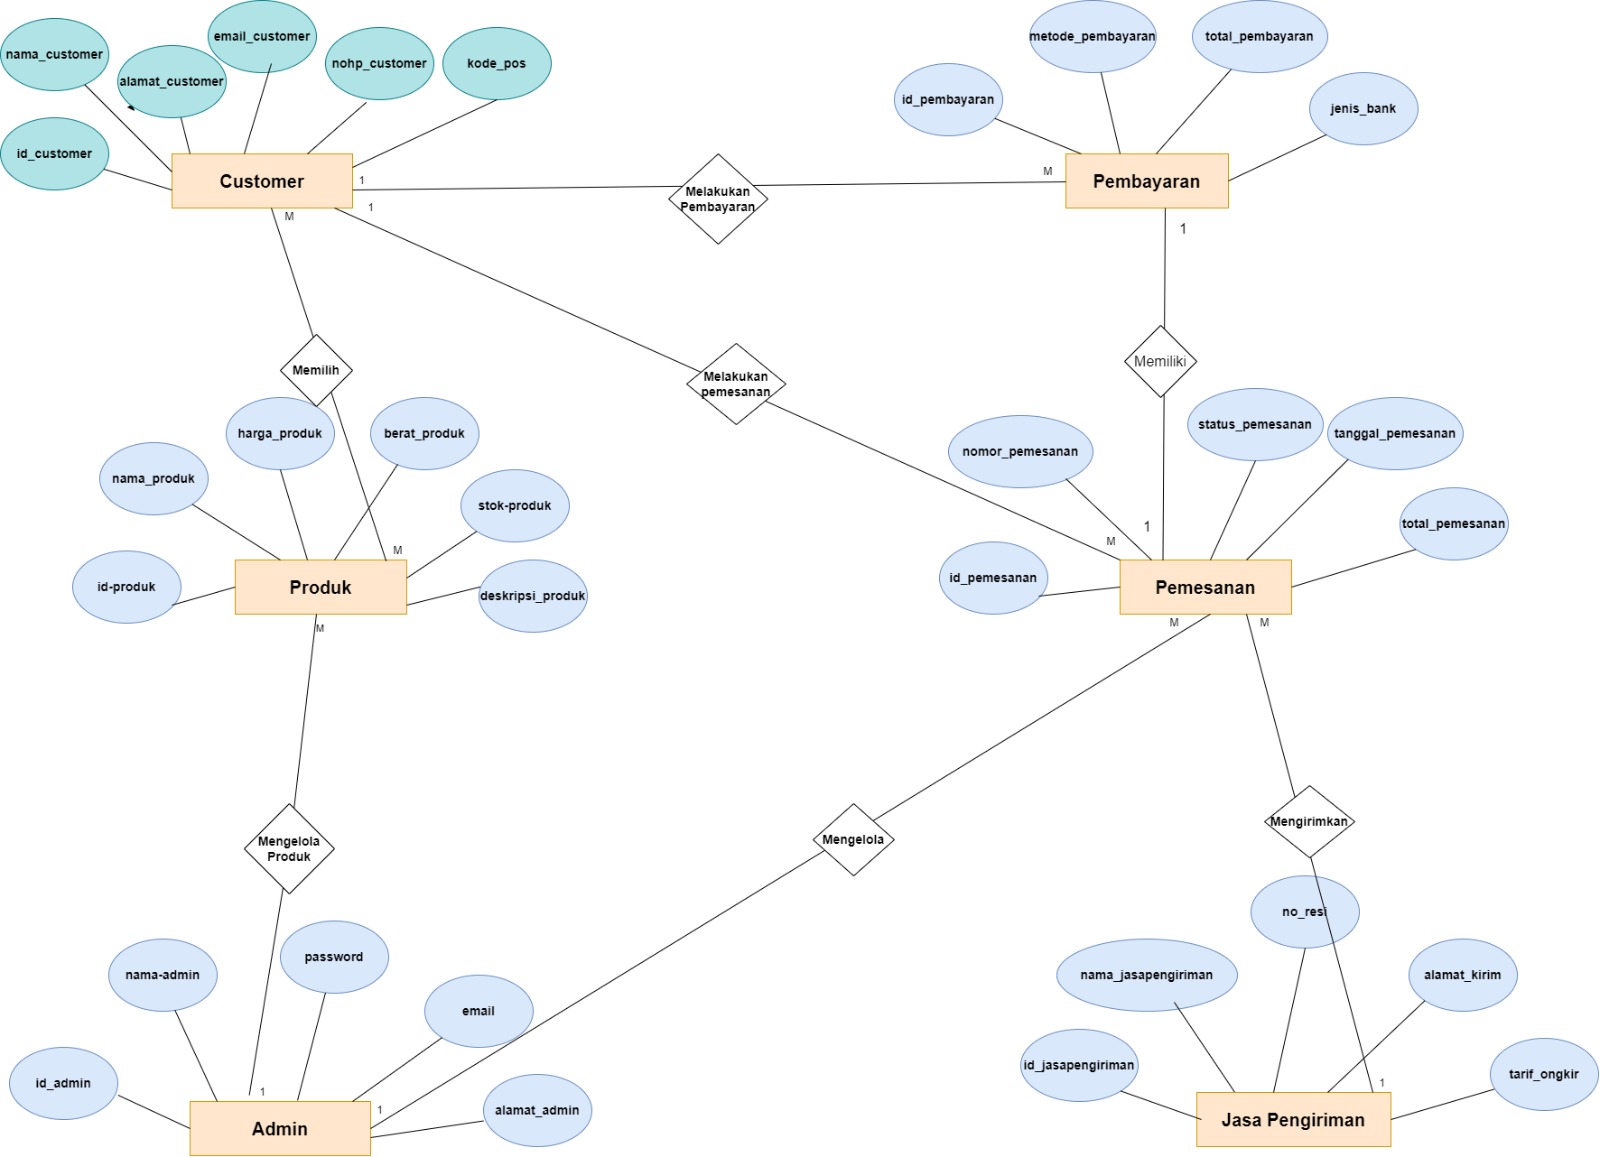 email_customer
metode_pembayaran
total_pembayaran
nama_customer
nohp_customer
kode_pos
alamat_customer
id_pembayaran
jenis_bank
id_customer
Customer
1
M
Pembayaran
Melakukan
Pembayaran
M
1
1
Memilih
Memiliki
Melakukan
pemesanan
harga_produk
berat_produk
status_pemesanan
tanggal_pemesanan
nomor_pemesanan
nama_produk
stok-produk
total_pemesanan
1
M
M
id_pemesanan
id-produk
Produk
deskripsi_produk
Pemesanan
M
M
M
Mengelola
Produk
Mengelola
Mengirimkan
no_resi
password
nama-admin
nama_jasapengiriman
alamat_kirim
email
id_jasapengiriman
tarif_ongkir
id_admin
1
1
1
alamat_admin
Admin
Jasa Pengiriman